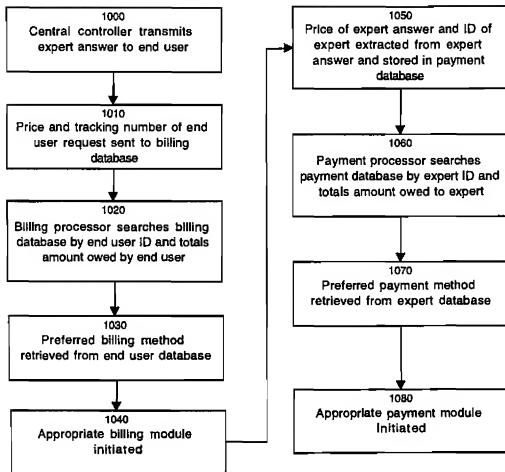 1000
Central controller transmits
expert answer to end user
1010
Price and tracking number of end
user request sent to billing
database
1020
Billing processor searches billing
database by end user ID and totals
amount owed by end user
1030
Preferred billing method
retrieved from end user database
1040
Appropriate billing module
initiated
1050
Price of expert answer and ID of
expert extracted from expert
answer and stored in payment
database
1060
Payment processor searches
payment database by expert ID and
totals amount owed to expert
1070
Preferred payment method
retrieved from expert database
1080
Appropriate payment module
initiated